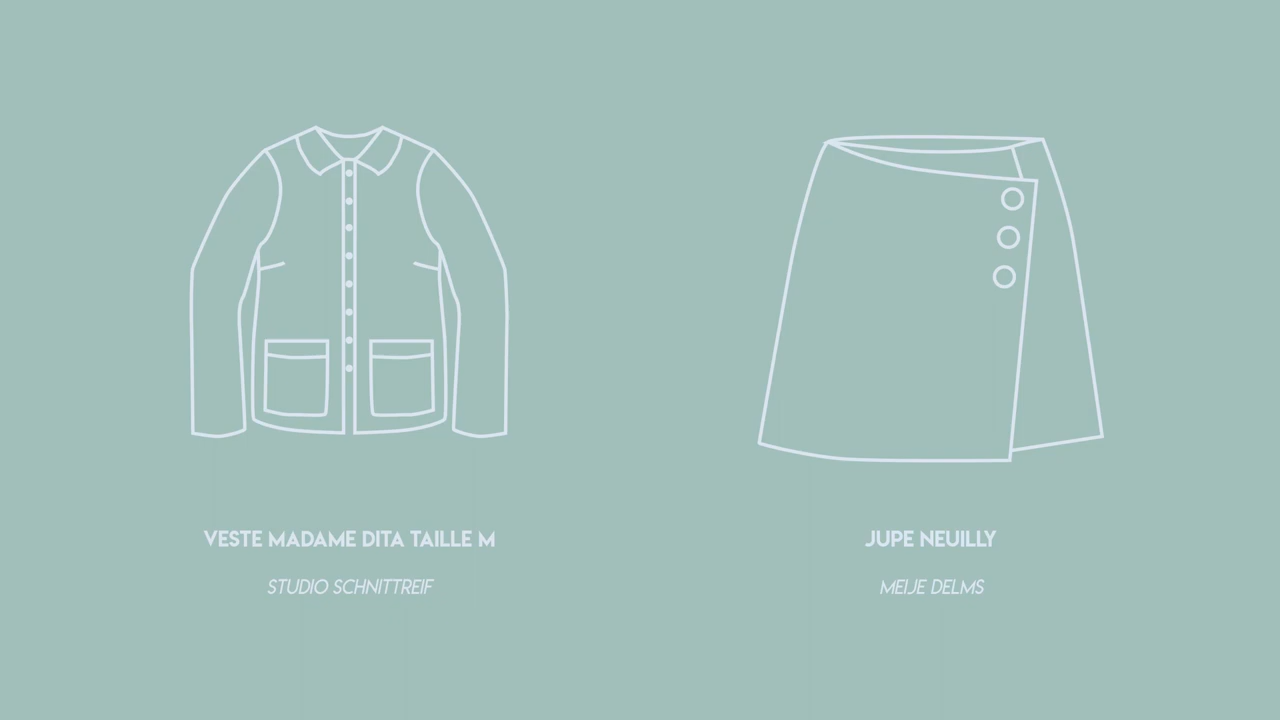 VESTE MADAME DITA TAILLE M
STUDIO SCHNITTREIF
JUPE NEUILLY
MEIJE DELMS